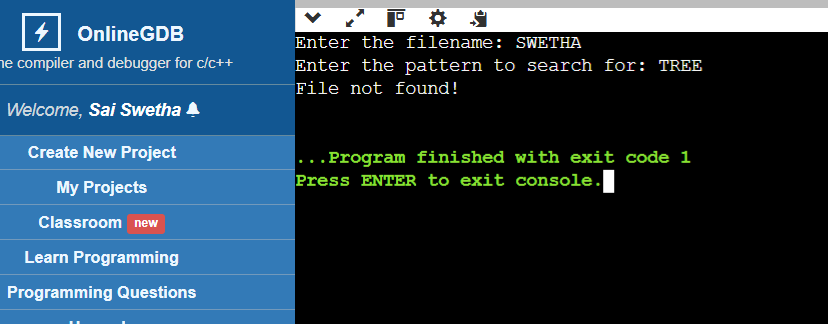 OnlineGDB
ne compiler and debugger for c/c++
Welcome, Sai Swetha
Create New Project
My Projects
Classroom new
Learn Programming
Programming Questions
Enter the filename: SWETHA
Enter the pattern to search for: TREE
File not found!
...Program finished with exit code 1
Press ENTER to exit console.